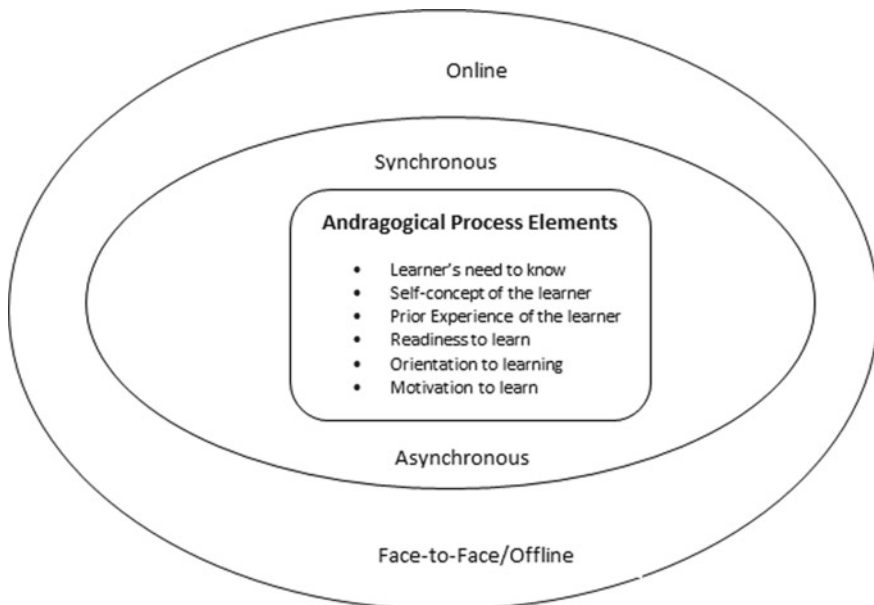 Online
Synchronous
Andragogical Process Elements
• Learner's need to know
• Self-concept of the learner
• Prior Experience of the learner
• Readiness to learn
• Orientation to learning
• Motivation to learn
Asynchronous
Face-to-Face/Offline